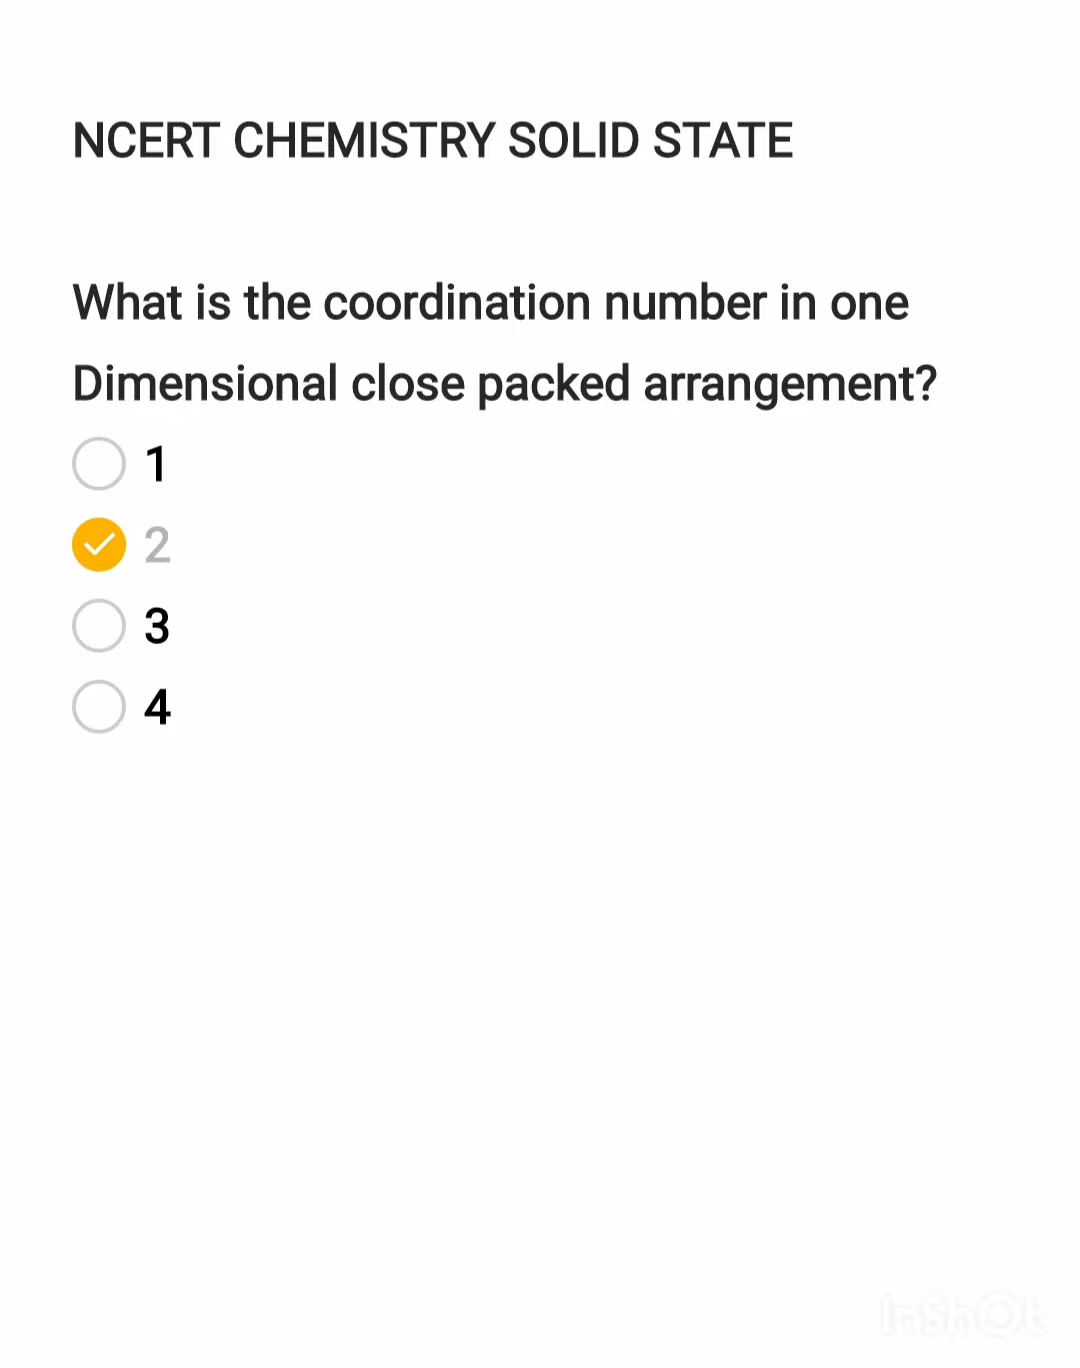 NCERT CHEMISTRY SOLID STATE
What is the coordination number in one
Dimensional close packed arrangement?
1
2
3
4
InShOt